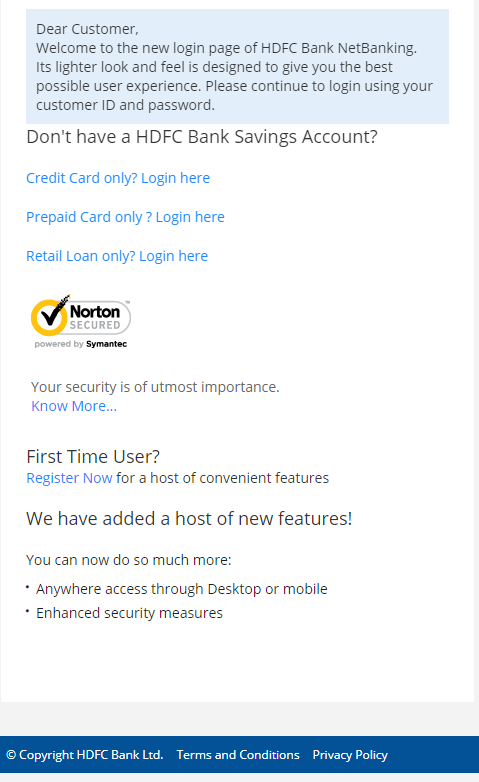 Dear Customer,
Welcome to the new login page of HDFC Bank NetBanking.
Its lighter look and feel is designed to give you the best
possible user experience. Please continue to login using your
customer ID and password.
Don't have a HDFC Bank Savings Account?
Credit Card only? Login here
Prepaid Card only ? Login here
Retail Loan only? Login here
Norton™
SECURED
powered by Symantec
Your security is of utmost importance.
Know More...
First Time User?
Register Now for a host of convenient features
We have added a host of new features!
You can now do so much more:
• Anywhere access through Desktop or mobile
• Enhanced security measures
© Copyright HDFC Bank Ltd. Terms and Conditions Privacy Policy